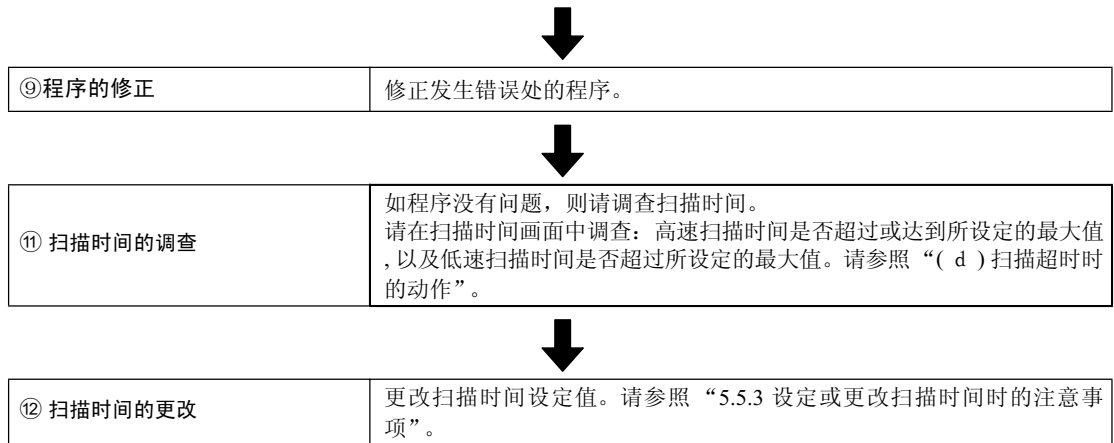 ⑨程序的修正
修正发生错误处的程序。
⑪ 扫描时间的调查
如程序没有问题，则请调查扫描时间。
请在扫描时间画面中调查：高速扫描时间是否超过或达到所设定的最大值
, 以及低速扫描时间是否超过所设定的最大值。请参照 “( d ) 扫描超时时
的动作”。
⑫ 扫描时间的更改
更改扫描时间设定值。请参照 “5.5.3 设定或更改扫描时间时的注意事
项”。